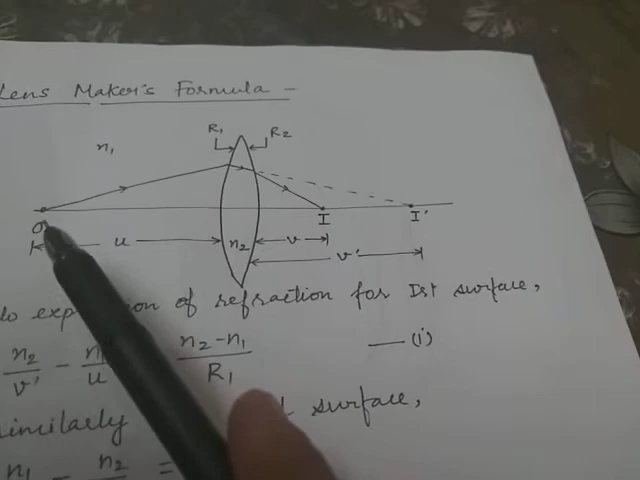 Lens Maker's Formula –
R₁ R₂
n₁
O I I'
u n₂ v
v'
of refraction for Ist surface,
n₂/v' - n₁/u n₂-n₁/R₁ —(i)
similarly surface,
n₁ - n₂ =